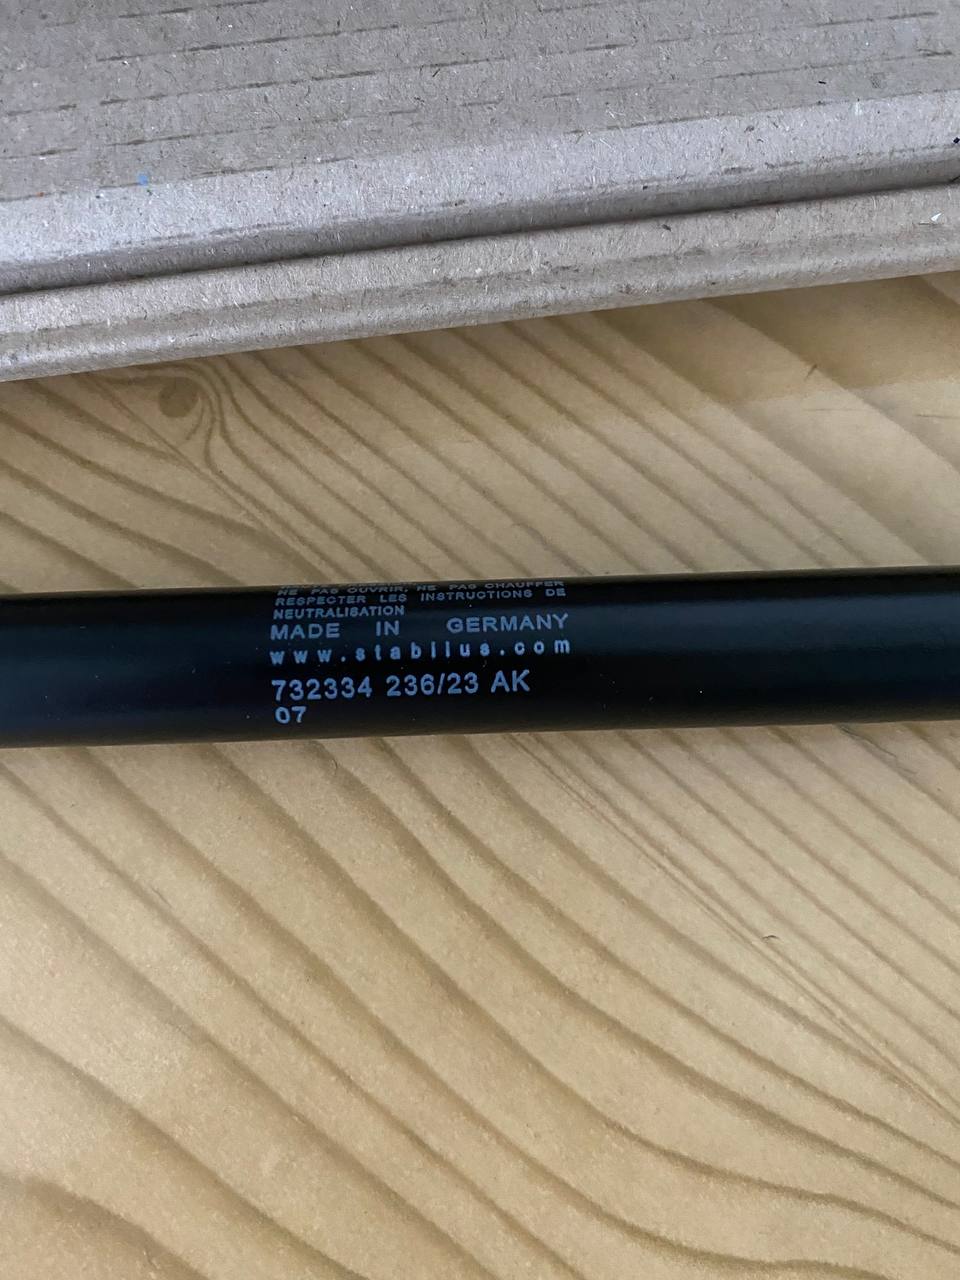 NE PAS OUVRIR, NE PAS CHAUFFER
RESPECTER LES INSTRUCTIONS DE
NEUTRALISATION
MADE IN GERMANY
www.stabilus.com
732334 236/23 AK
07